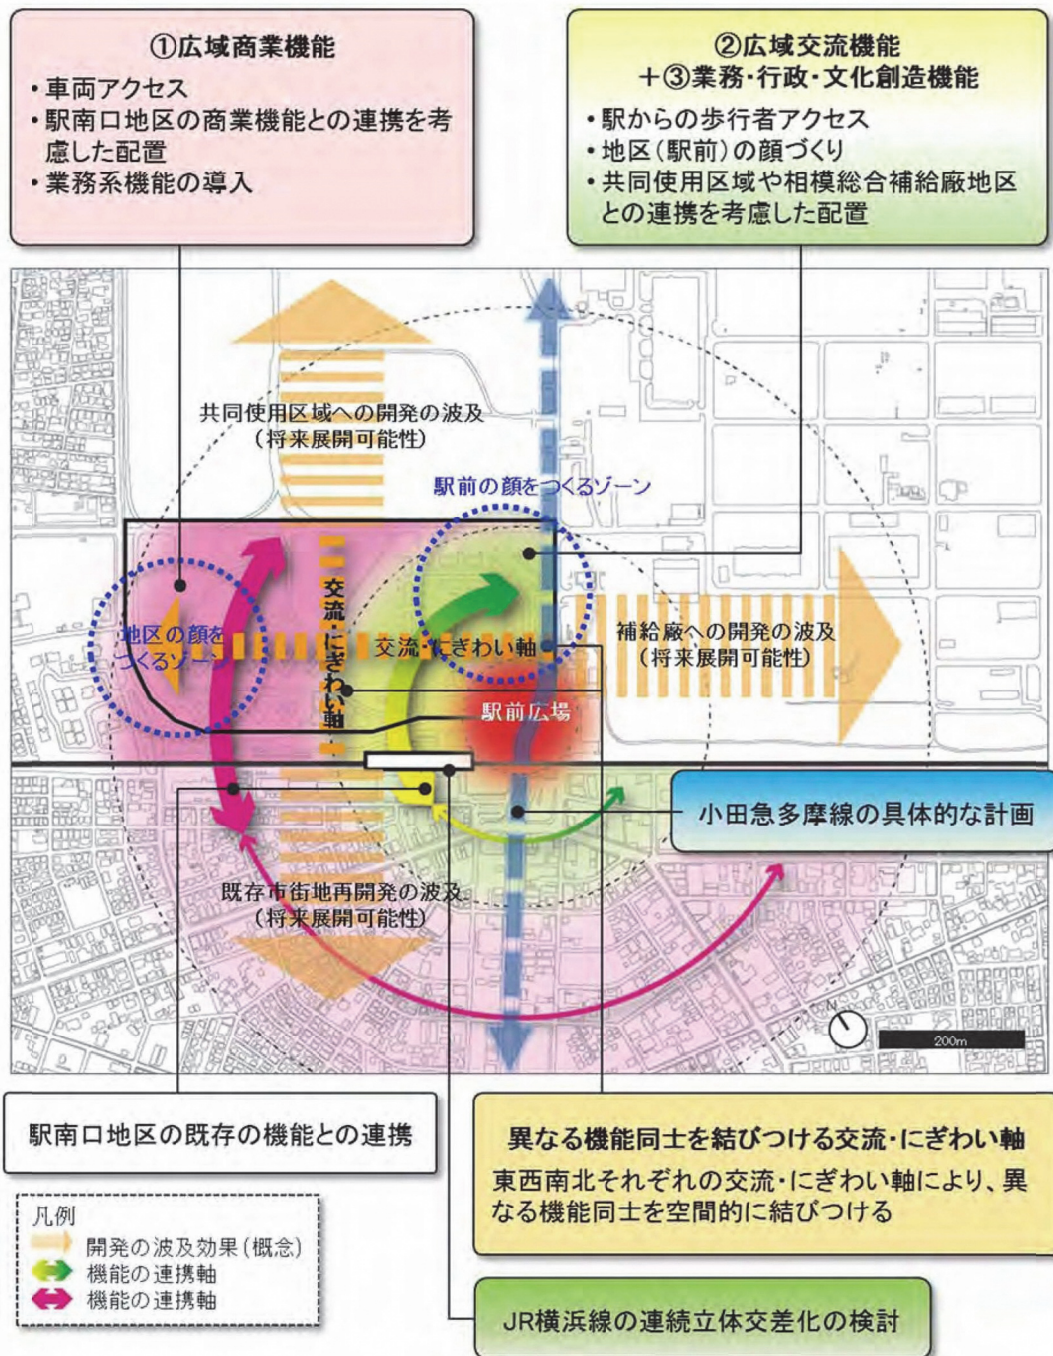 ①広域商業機能
・車両アクセス
・駅南口地区の商業機能との連携を考
慮した配置
・業務系機能の導入
②広域交流機能
+③業務・行政・文化創造機能
・駅からの歩行者アクセス
・地区(駅前)の顔づくり
・共同使用区域や相模総合補給廠地区
との連携を考慮した配置
共同使用区域への開発の波及
(将来展開可能性)
駅前の顔をつくるゾーン
地区の顔を
つくるゾーン
交流・にぎわい軸
交流・にぎわい軸
補給廠への開発の波及
(将来展開可能性)
駅前広場
小田急多摩線の具体的な計画
既存市街地再開発の波及
(将来展開可能性)
N
200m
駅南口地区の既存の機能との連携
異なる機能同士を結びつける交流・にぎわい軸
東西南北それぞれの交流・にぎわい軸により、異
なる機能同士を空間的に結びつける
凡例
開発の波及効果(概念)
機能の連携軸
機能の連携軸
JR横浜線の連続立体交差化の検討